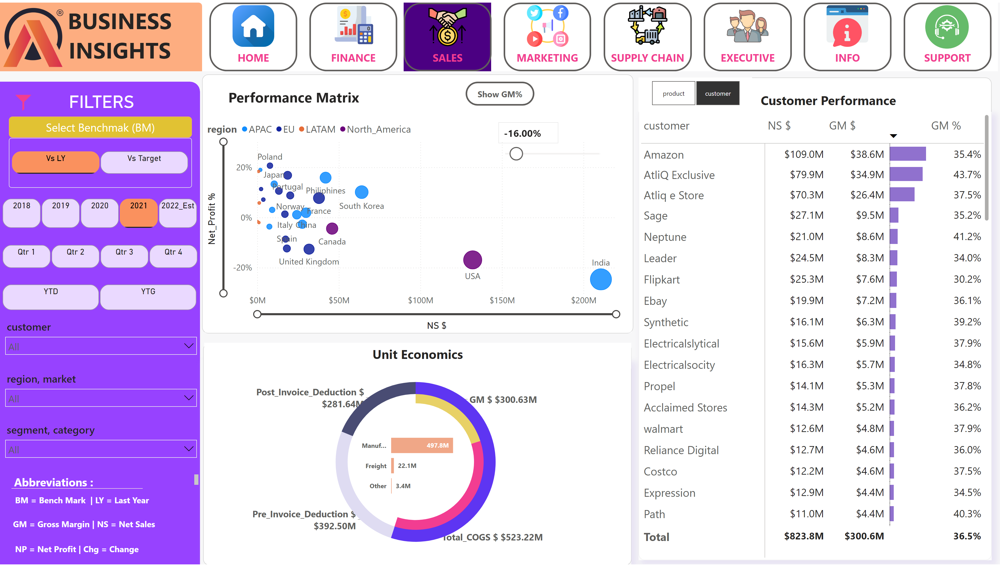 BUSINESS
INSIGHTS
®
HOME
FINANCE
SALES
MARKETING
SUPPLY CHAIN
EXECUTIVE
INFO
SUPPORT
FILTERS
Select Benchmak (BM)
Vs LY
Vs Target
2018
2019
2020
2021
2022_Est
Qtr 1
Qtr 2
Qtr 3
Qtr 4
YTD
YTG
customer
All
region, market
All
segment, category
All
Abbreviations :
BM = Bench Mark | LY = Last Year
GM = Gross Margin | NS = Net Sales
NP = Net Profit | Chg = Change
Performance Matrix
Show GM%
region APAC EU LATAM North_America
-16.00%
Net_Profit %
20%
0%
-20%
Poland
Japan
Portugal
Philiphines
South Korea
Norway
France
Italy
China
Spain
Canada
United Kingdom
USA
India
$0M
$50M
$100M
$150M
$200M
NS $
Unit Economics
Post_Invoice_Deduction $
$281.64M
GM $ $300.63M
Manuf... 497.8M
Freight 22.1M
Other 3.4M
Pre_Invoice_Deduction $
$392.50M
Total_COGS $ $523.22M
product
customer
Customer Performance
customer NS $ GM $ GM %
Amazon $109.0M $38.6M 35.4%
AtliQ Exclusive $79.9M $34.9M 43.7%
Atliq e Store $70.3M $26.4M 37.5%
Sage $27.1M $9.5M 35.2%
Neptune $21.0M $8.6M 41.2%
Leader $24.5M $8.3M 34.0%
Flipkart $25.3M $7.6M 30.2%
Ebay $19.9M $7.2M 36.1%
Synthetic $16.1M $6.3M 39.2%
Electricalslytical $15.6M $5.9M 37.9%
Electricalsocity $16.3M $5.7M 34.8%
Propel $14.1M $5.3M 37.8%
Acclaimed Stores $14.3M $5.2M 36.2%
walmart $12.6M $4.8M 37.9%
Reliance Digital $12.7M $4.6M 36.0%
Costco $12.2M $4.6M 37.5%
Expression $12.9M $4.4M 34.5%
Path $11.0M $4.4M 40.3%
Total $823.8M $300.6M 36.5%